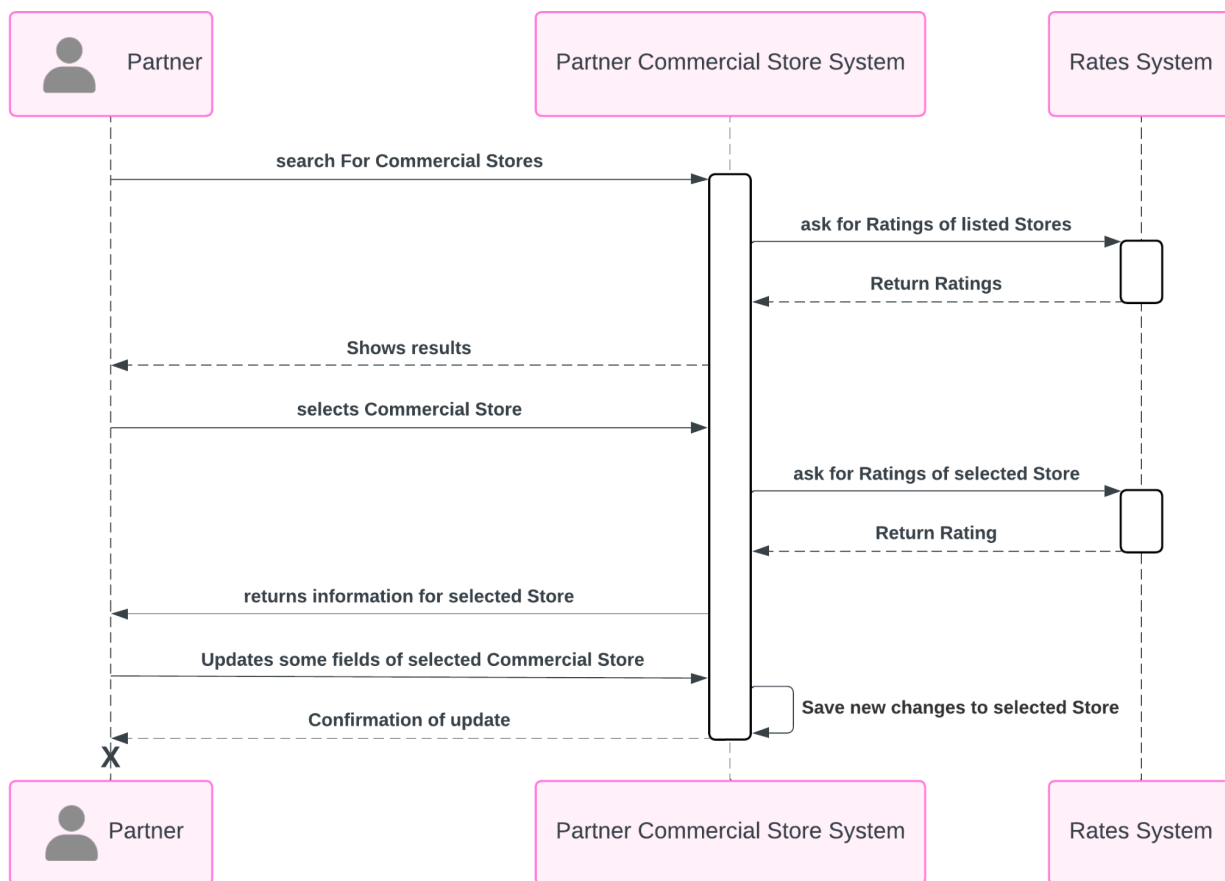 Partner
Partner Commercial Store System
Rates System
search For Commercial Stores
ask for Ratings of listed Stores
Return Ratings
Shows results
selects Commercial Store
ask for Ratings of selected Store
Return Rating
returns information for selected Store
Updates some fields of selected Commercial Store
Save new changes to selected Store
Confirmation of update
X
Partner
Partner Commercial Store System
Rates System